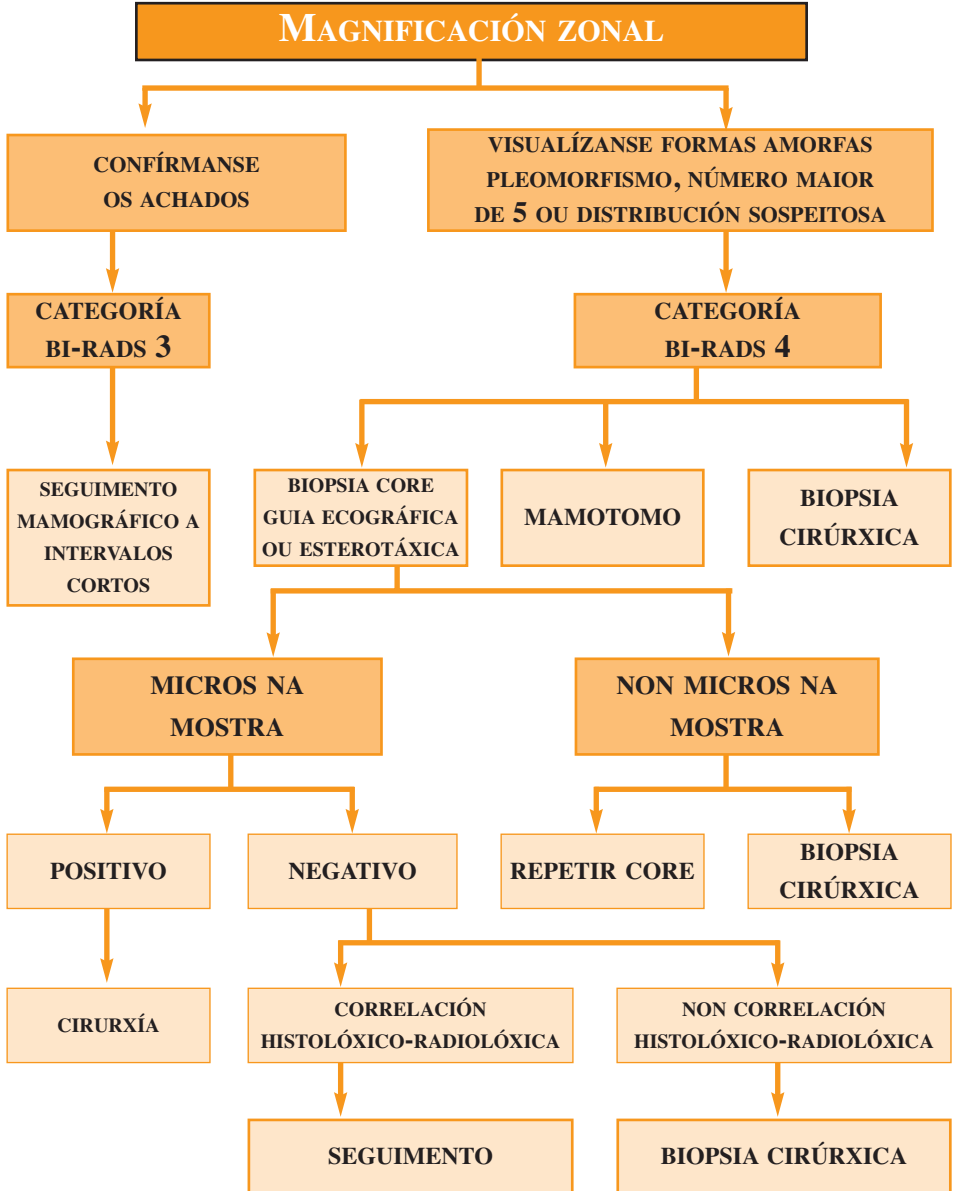 MAGNIFICACIÓN ZONAL
CONFÍRMANSE
OS ACHADOS
VISUALÍZANSE FORMAS AMORFAS
PLEOMORFISMO, NÚMERO MAIOR
DE 5 OU DISTRIBUCIÓN SOSPEITOSA
CATEGORÍA
BI-RADS 3
CATEGORÍA
BI-RADS 4
SEGUIMENTO
MAMOGRÁFICO A
INTERVALOS
CORTOS
BIOPSIA CORE
GUIA ECOGRÁFICA
OU ESTEROTÁXICA
MAMOTOMO
BIOPSIA
CIRÚRXICA
MICROS NA
MOSTRA
NON MICROS NA
MOSTRA
POSITIVO
NEGATIVO
REPETIR CORE
BIOPSIA
CIRÚRXICA
CIRURXÍA
CORRELACIÓN
HISTOLÓXICO-RADIOLÓXICA
NON CORRELACIÓN
HISTOLÓXICO-RADIOLÓXICA
SEGUIMENTO
BIOPSIA CIRÚRXICA